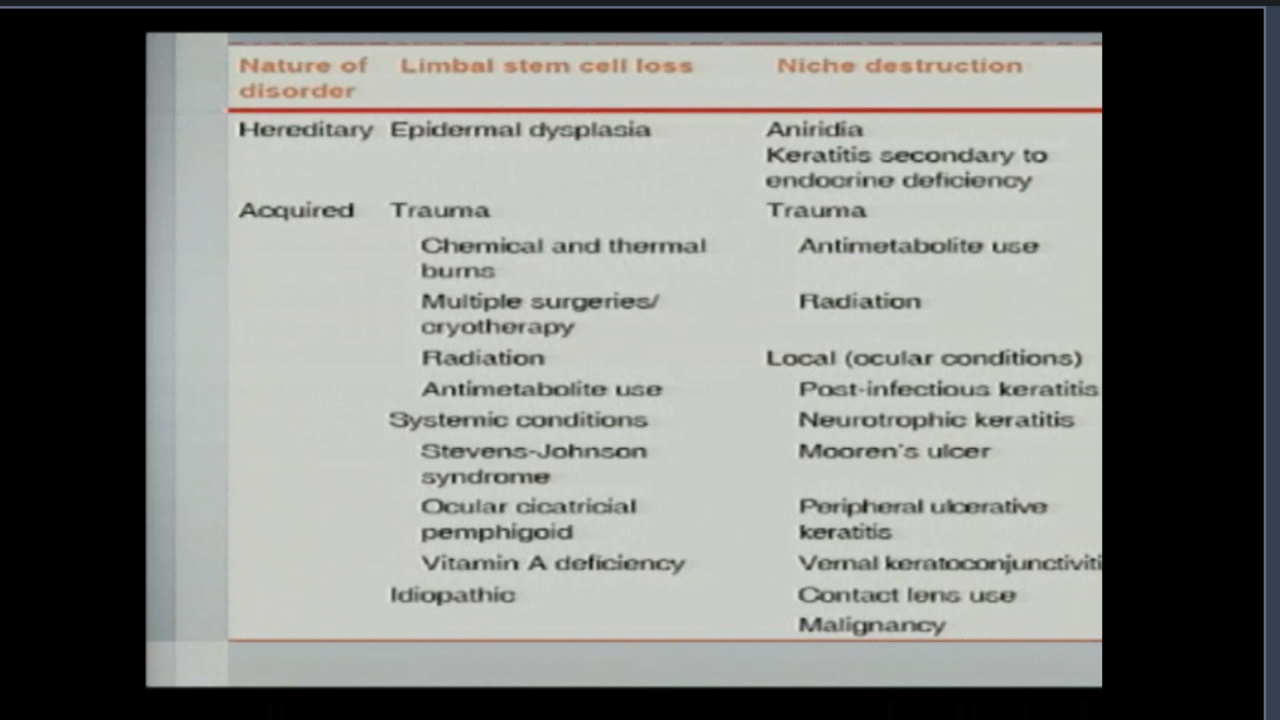 Nature of Limbal stem cell loss Niche destruction
disorder
Hereditary Epidermal dysplasia Aniridia
Keratitis secondary to
endocrine deficiency
Acquired Trauma Trauma
Chemical and thermal Antimetabolite use
burns
Multiple surgeries/ Radiation
cryotherapy
Radiation Local (ocular conditions)
Antimetabolite use Post-infectious keratitis
Systemic conditions Neurotrophic keratitis
Stevens-Johnson Mooren's ulcer
syndrome
Ocular cicatricial Peripheral ulcerative
pemphigoid keratitis
Vitamin A deficiency Vernal keratoconjunctiviti
Idiopathic Contact lens use
Malignancy